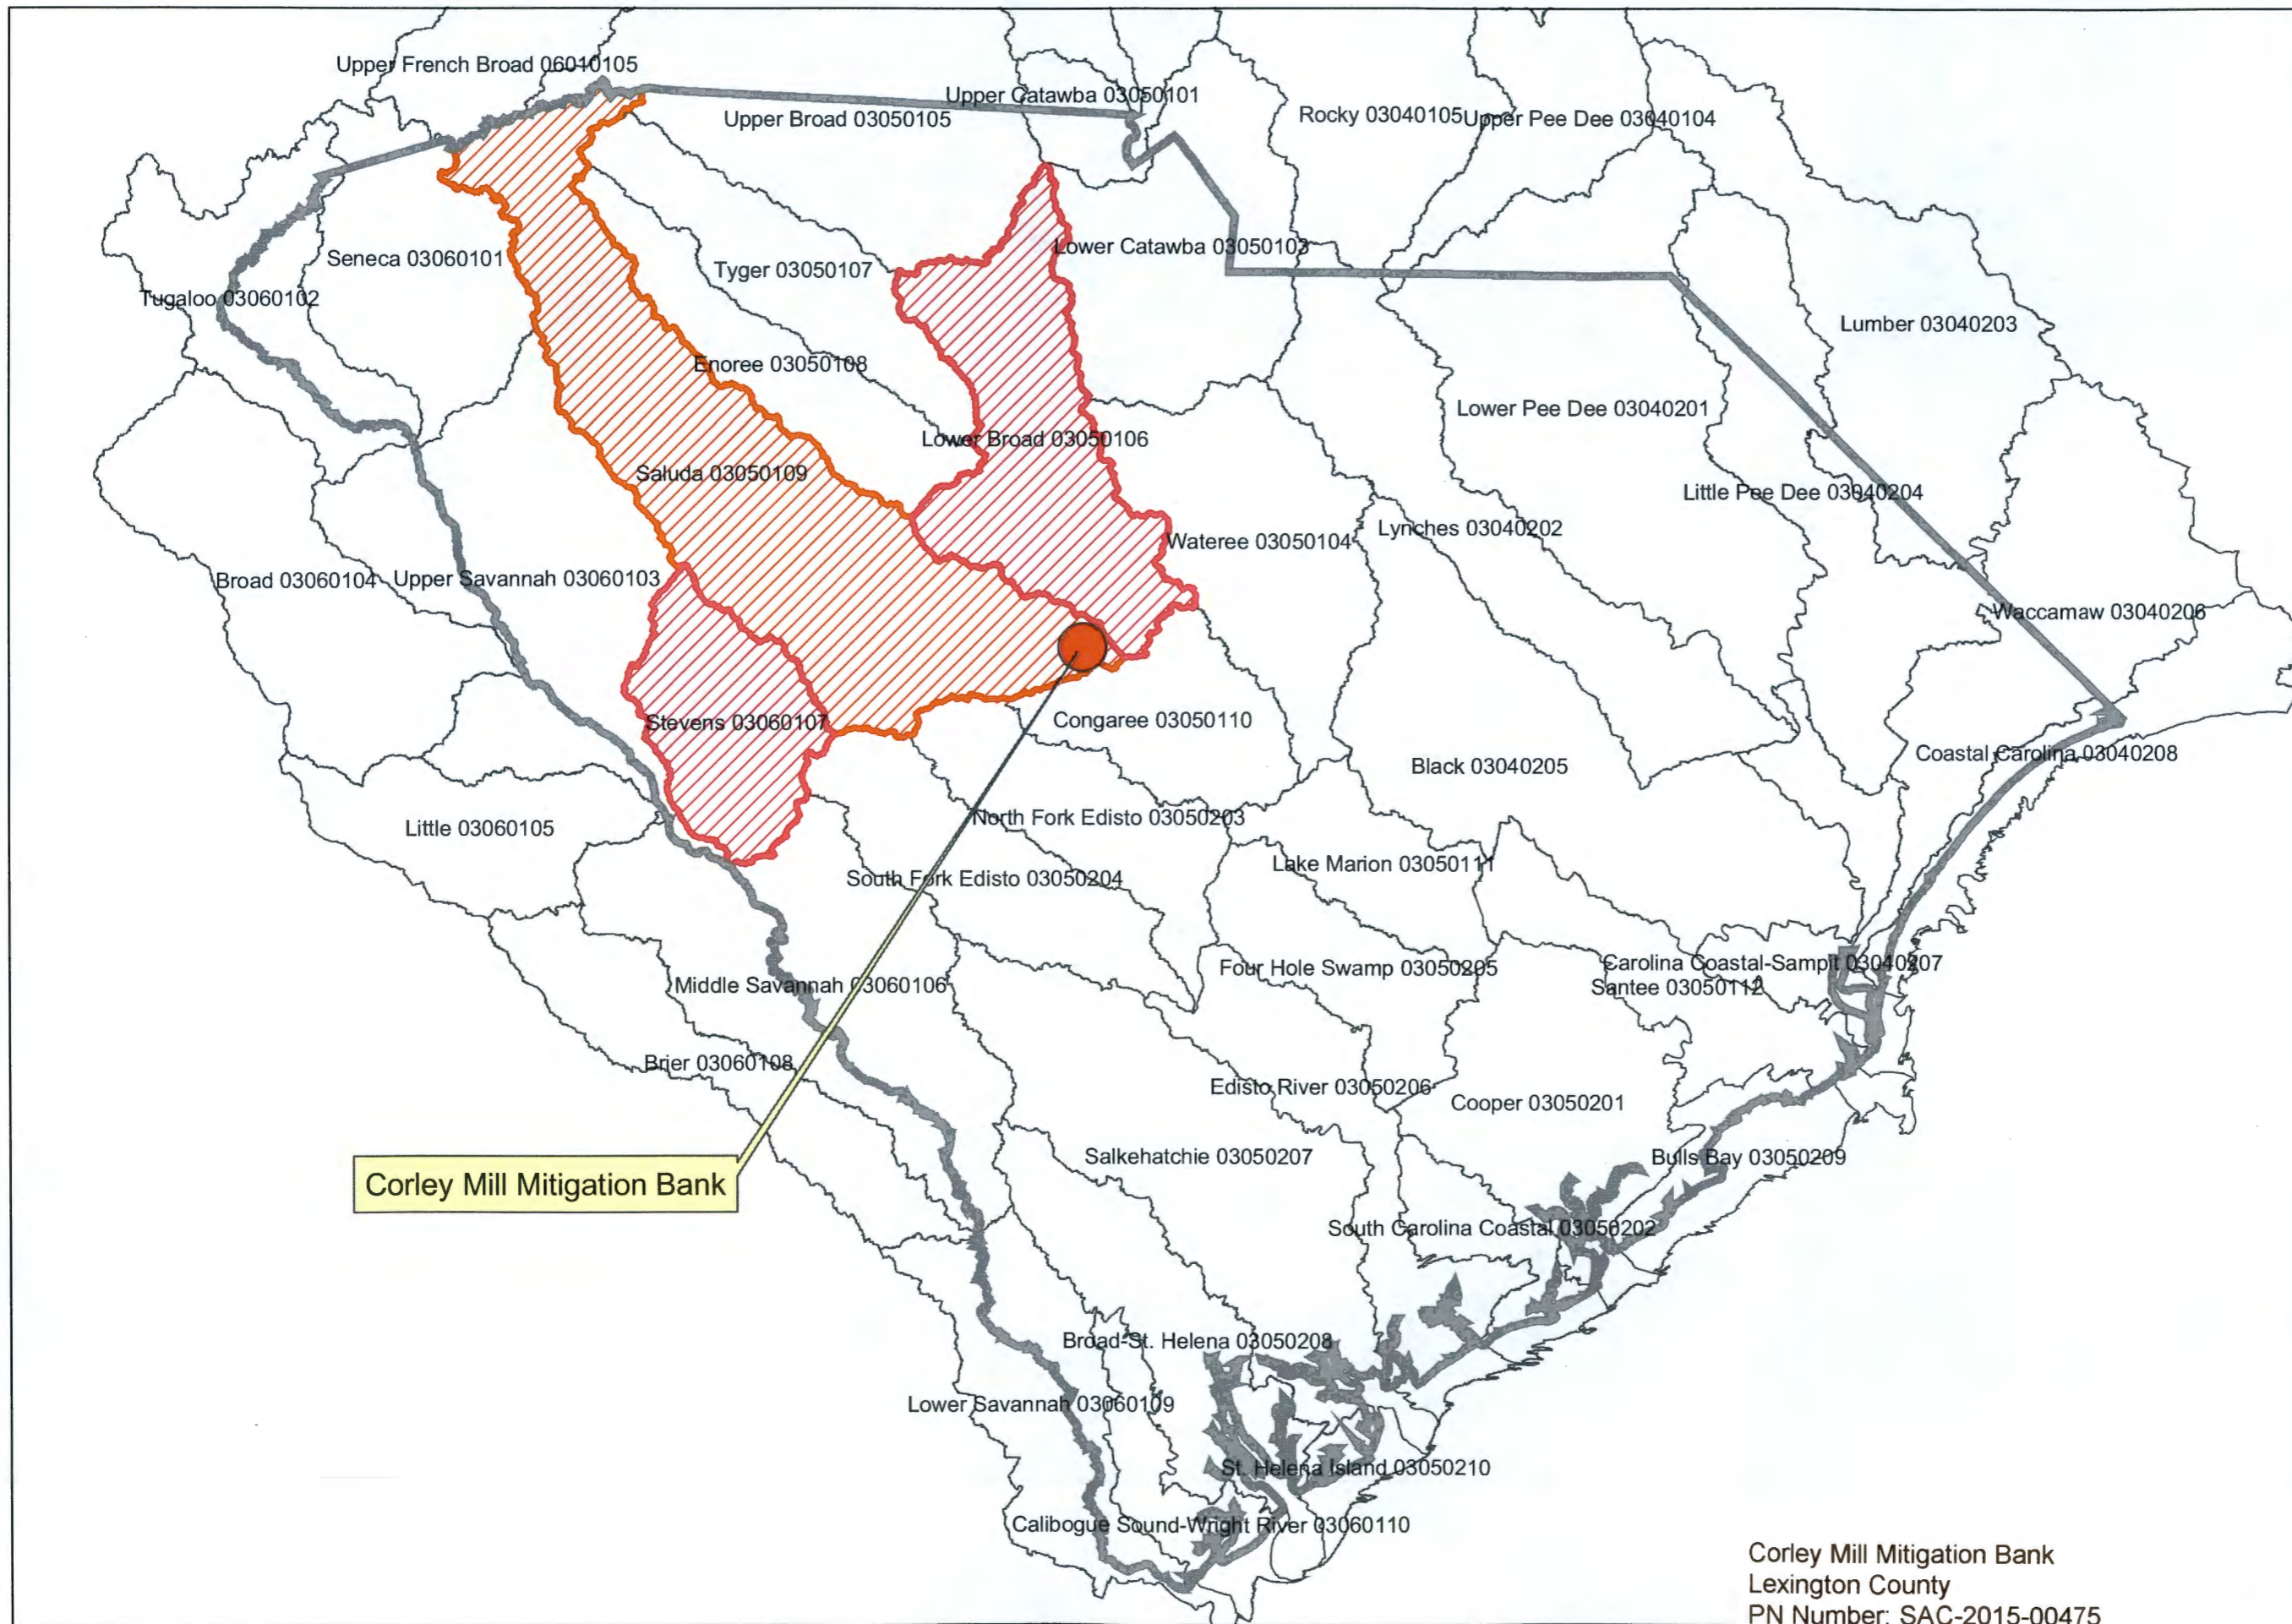 Upper French Broad 06010105
Upper Catawba 03050101
Upper Broad 03050105
Rocky 03040105
Upper Pee Dee 03040104
Lower Catawba 03050103
Seneca 03060101
Tyger 03050107
Tugaloo 03060102
Lumber 03040203
Enoree 03050108
Lower Pee Dee 03040201
Lower Broad 03050106
Saluda 03050109
Little Pee Dee 03040204
Lynches 03040202
Wateree 03050104
Broad 03060104
Upper Savannah 03060103
Waccamaw 03040206
Stevens 03060107
Congaree 03050110
Coastal Carolina 03040208
Black 03040205
North Fork Edisto 03050203
Little 03060105
Lake Marion 03050111
South Fork Edisto 03050204
Carolina Coastal-Sampit 03040207
Four Hole Swamp 03050205
Middle Savannah 03060106
Santee 03050112
Brier 03060108
Edisto River 03050206
Cooper 03050201
Salkehatchie 03050207
Bulls Bay 03050209
Corley Mill Mitigation Bank
South Carolina Coastal 03050202
Broad-St. Helena 03050208
Lower Savannah 03060109
St. Helena Island 03050210
Calibogue Sound-Wright River 03060110
Corley Mill Mitigation Bank
Lexington County
PN Number: SAC-2015-00475